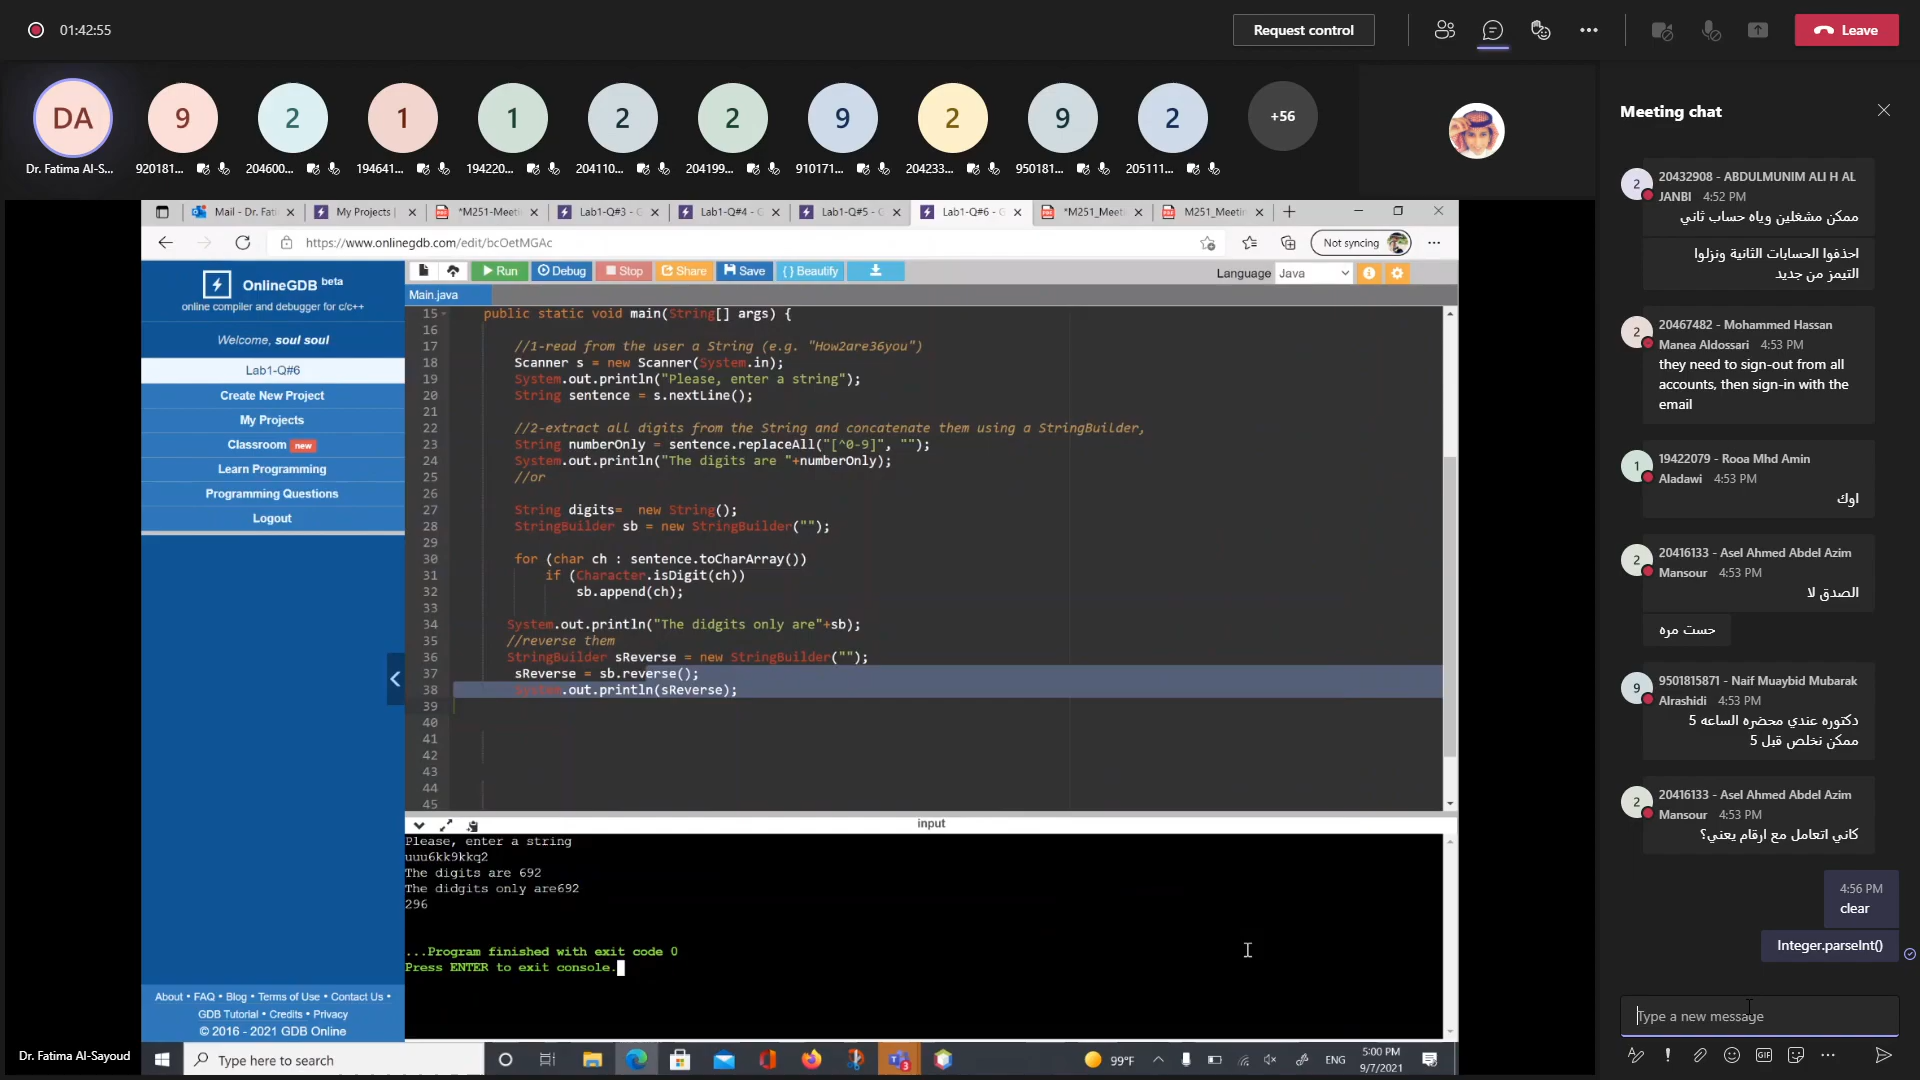 01:42:55
Request control
Leave
DA
9
2
1
1
2
2
9
2
9
2
+56
Dr. Fatima Al-S...
920181...
204600...
194641...
194220...
204110...
204199...
910171...
204233...
950181...
205111...
Mail - Dr. Fati
My Projects |
*M251-Meeti
Lab1-Q#3 - G
Lab1-Q#4 - G
Lab1-Q#5 - G
Lab1-Q#6 - G
*M251_Meet
M251_Meetin
https://www.onlinegdb.com/edit/bcOetMGAc
Not syncing
OnlineGDB beta
online compiler and debugger for c/c++
Welcome, soul soul
Lab1-Q#6
Create New Project
My Projects
Classroom new
Learn Programming
Programming Questions
Logout
About • FAQ • Blog • Terms of Use • Contact Us •
GDB Tutorial • Credits • Privacy
© 2016 - 2021 GDB Online
Run
Debug
Stop
Share
Save
{ } Beautify
Language Java
Main.java
15 public static void main(String[] args) {
16
17 //1-read from the user a String (e.g. "How2are36you")
18 Scanner s = new Scanner(System.in);
19 System.out.println("Please, enter a string");
20 String sentence = s.nextLine();
21
22 //2-extract all digits from the String and concatenate them using a StringBuilder,
23 String numberOnly = sentence.replaceAll("[^0-9]", "");
24 System.out.println("The digits are "+numberOnly);
25 //or
26
27 String digits= new String();
28 StringBuilder sb = new StringBuilder("");
29
30 for (char ch : sentence.toCharArray())
31 if (Character.isDigit(ch))
32 sb.append(ch);
33
34 System.out.println("The didgits only are"+sb);
35 //reverse them
36 StringBuilder sReverse = new StringBuilder("");
37 sReverse = sb.reverse();
38 System.out.println(sReverse);
39
40
41
42
43
44
45
input
Please, enter a string
uuu6kk9kkq2
The digits are 692
The didgits only are692
296
...Program finished with exit code 0
Press ENTER to exit console.
Dr. Fatima Al-Sayoud
Type here to search
3
99°F
ENG
5:00 PM
9/7/2021
Meeting chat
2
20432908 - ABDULMUNIM ALI H AL
JANBI 4:52 PM
ممكن مشغلين وياه حساب ثاني
احذفوا الحسابات الثانية ونزلوا
التيمز من جديد
2
20467482 - Mohammed Hassan
Manea Aldossari 4:53 PM
they need to sign-out from all
accounts, then sign-in with the
email
1
19422079 - Rooa Mhd Amin
Aladawi 4:53 PM
اوك
2
20416133 - Asel Ahmed Abdel Azim
Mansour 4:53 PM
الصدق لا
حست مره
9
9501815871 - Naif Muaybid Mubarak
Alrashidi 4:53 PM
دكتوره عندي محضره الساعه 5
ممكن نخلص قبل 5
2
20416133 - Asel Ahmed Abdel Azim
Mansour 4:53 PM
كاني اتعامل مع ارقام يعني؟
4:56 PM
clear
Integer.parseInt()
Type a new message
GIF